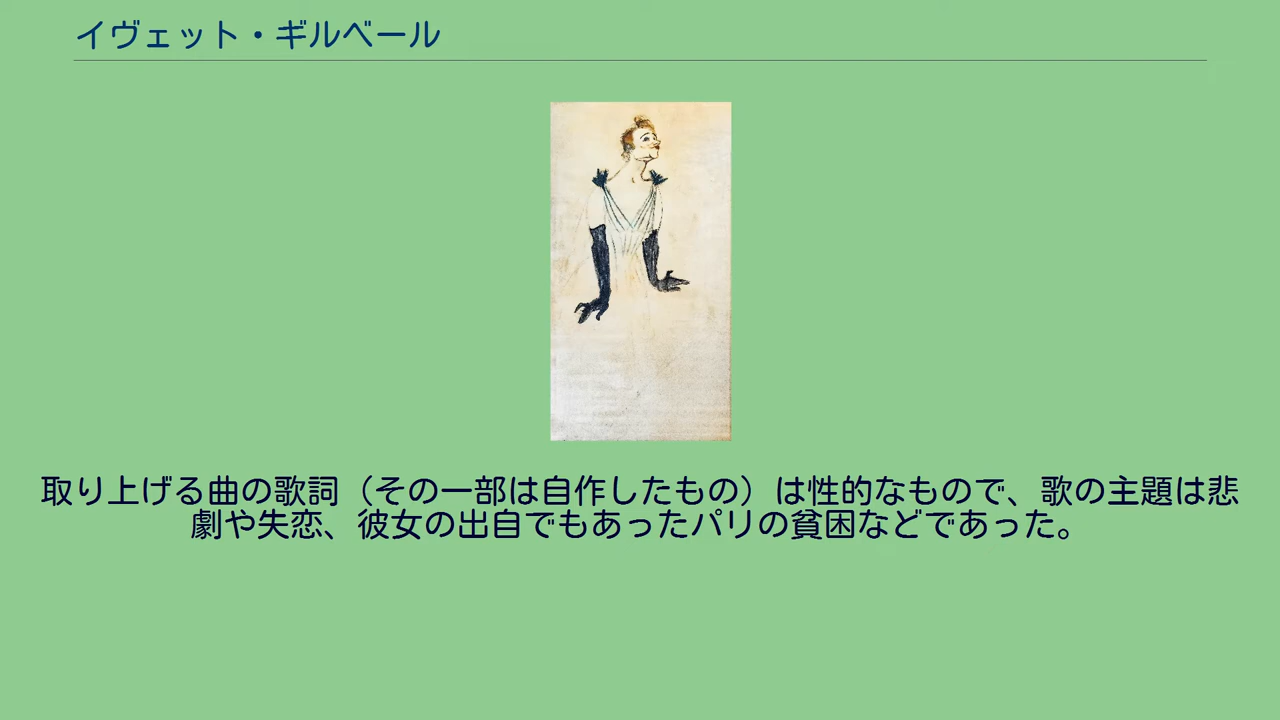 イヴェット・ギルベール
取り上げる曲の歌詞（その一部は自作したもの）は性的なもので、歌の主題は悲
劇や失恋、彼女の出自でもあったパリの貧困などであった。